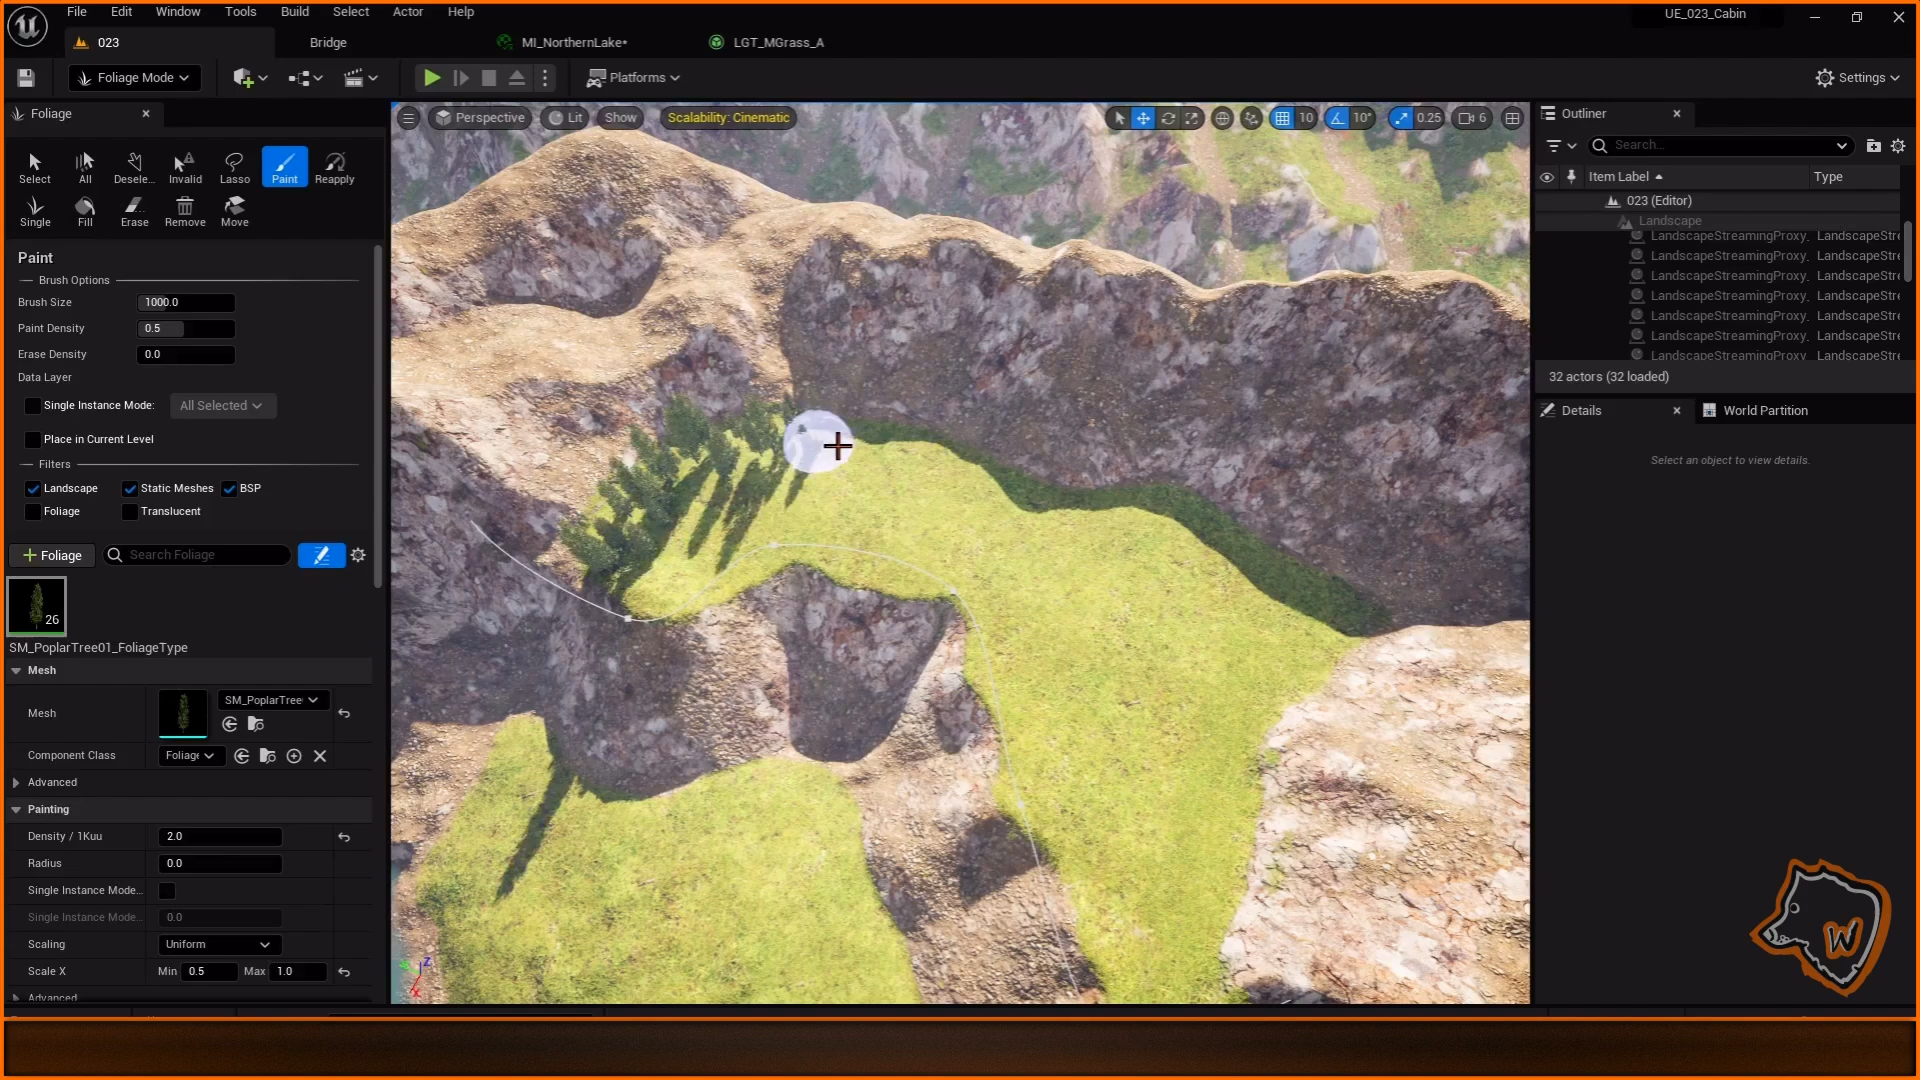 File Edit Window Tools Build Select Actor Help
UE_023_Cabin
023
Bridge
MI_NorthernLake*
LGT_MGrass_A
Foliage Mode
Platforms
Settings
Foliage
Select All Desele... Invalid Lasso Paint Reapply
Single Fill Erase Remove Move
Paint
Brush Options
Brush Size 1000.0
Paint Density 0.5
Erase Density 0.0
Data Layer
Single Instance Mode: All Selected
Place in Current Level
Filters
Landscape Static Meshes BSP
Foliage Translucent
+ Foliage Search Foliage
26
SM_PoplarTree01_FoliageType
Mesh
Mesh SM_PoplarTree
Component Class Foliage
Advanced
Painting
Density / 1Kuu 2.0
Radius 0.0
Single Instance Mode...
Single Instance Mode... 0.0
Scaling Uniform
Scale X Min 0.5 Max 1.0
Advanced
Perspective Lit Show Scalability: Cinematic
10 10° 0.25 6
Z
X
Outliner
Search...
Item Label Type
023 (Editor)
Landscape
LandscapeStreamingProxy_ LandscapeStre
LandscapeStreamingProxy_ LandscapeStre
LandscapeStreamingProxy_ LandscapeStre
LandscapeStreamingProxy_ LandscapeStre
LandscapeStreamingProxy_ LandscapeStre
LandscapeStreamingProxy_ LandscapeStre
LandscapeStreamingProxy_ LandscapeStre
32 actors (32 loaded)
Details
World Partition
Select an object to view details.
W